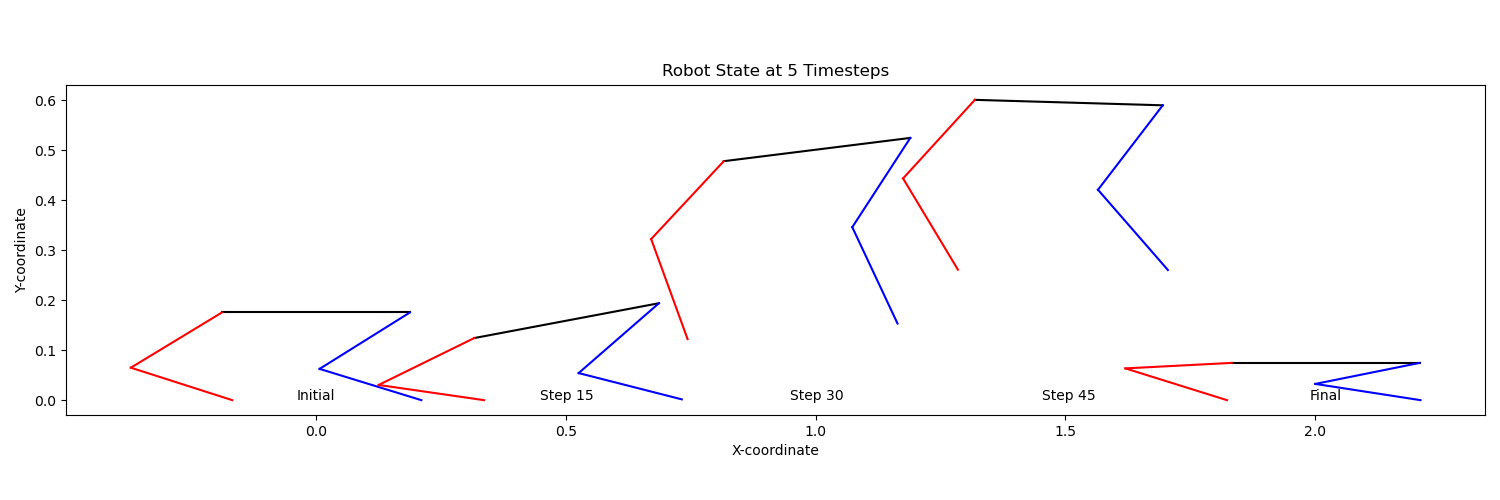 Robot State at 5 Timesteps
Y-coordinate
0.6
0.5
0.4
0.3
0.2
0.1
0.0
Initial
Step 15
Step 30
Step 45
Final
0.0 0.5 1.0 1.5 2.0
X-coordinate